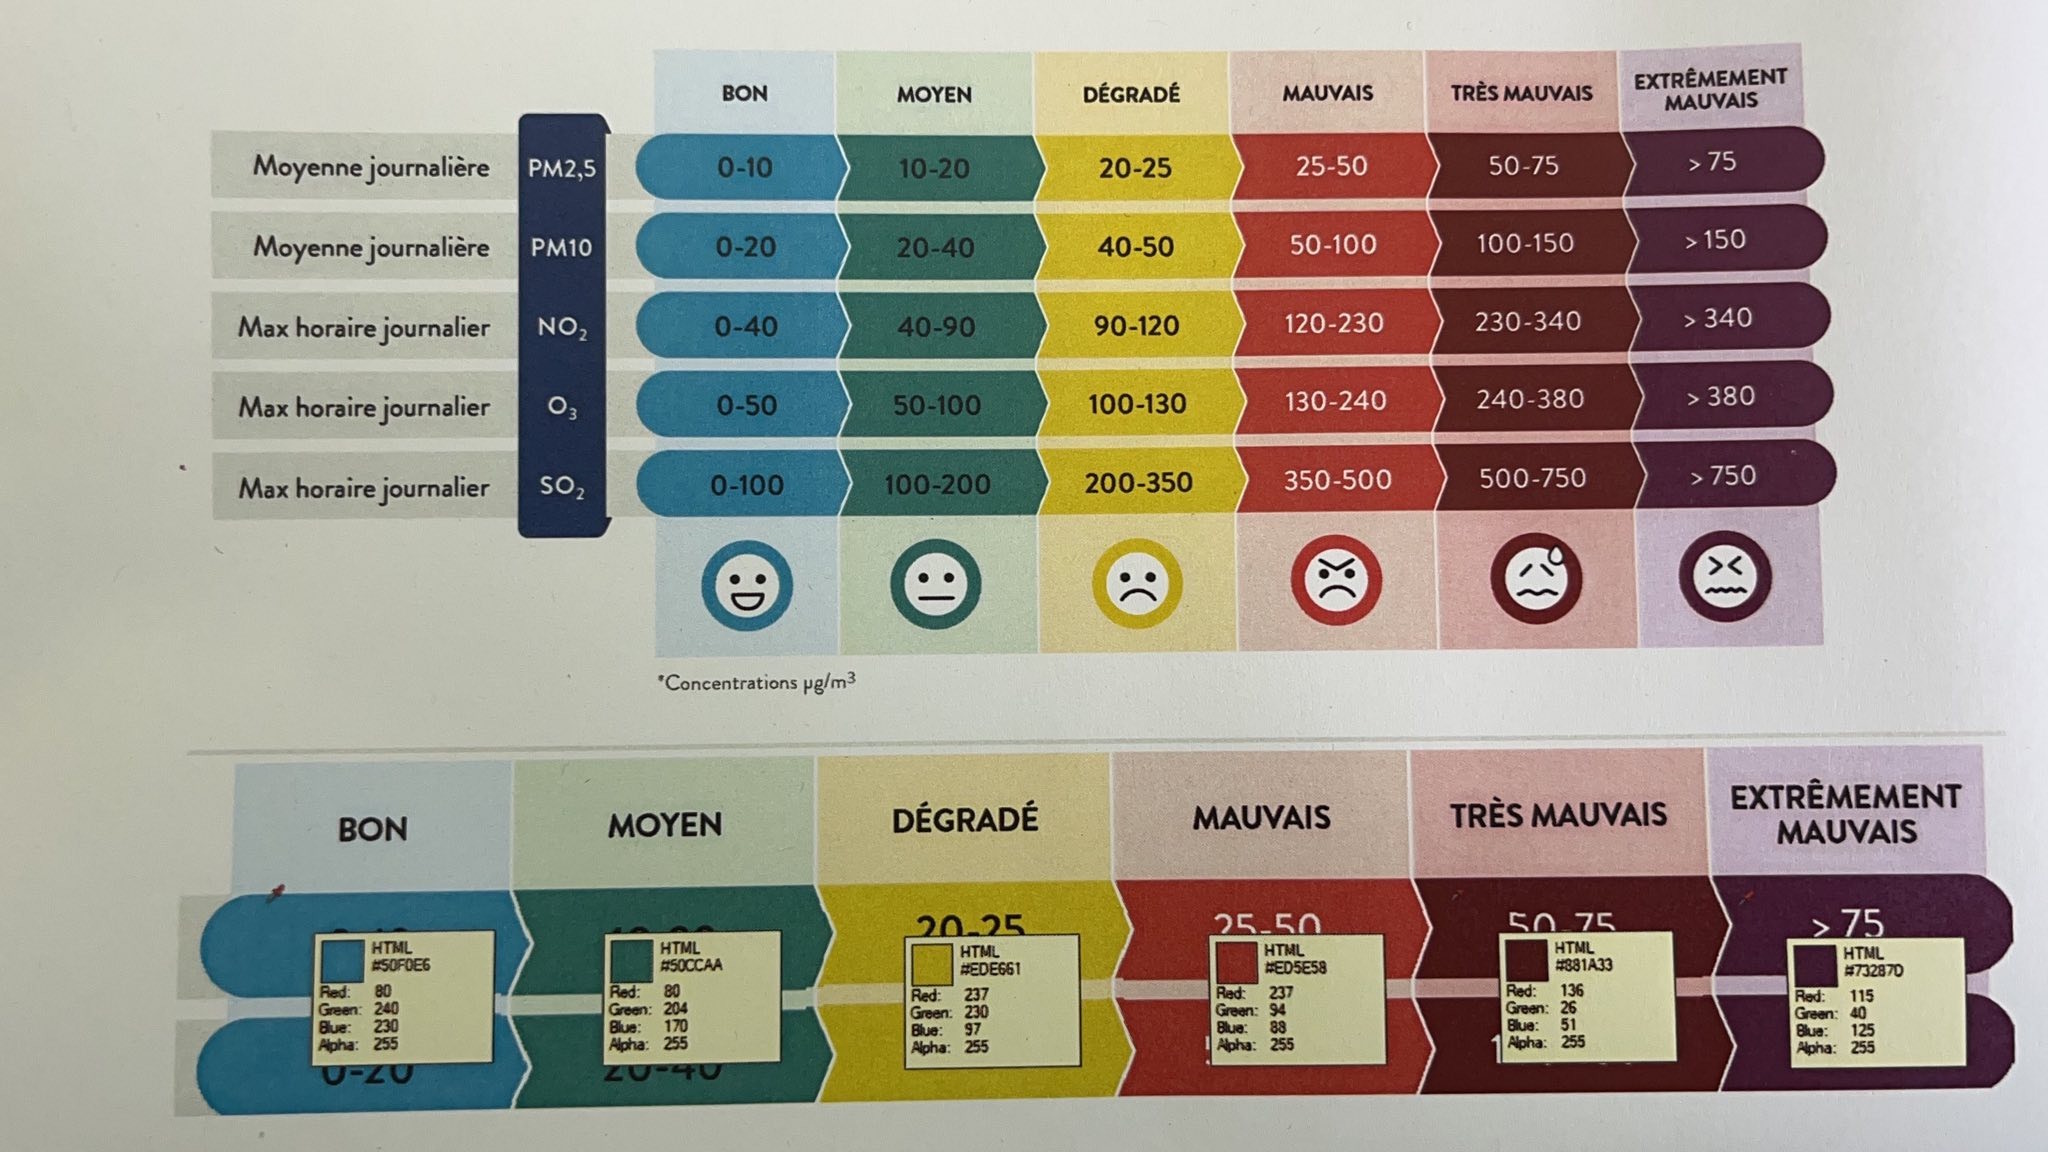 BON MOYEN DÉGRADÉ MAUVAIS TRÈS MAUVAIS EXTRÊMEMENT MAUVAIS
Moyenne journalière PM2,5 0-10 10-20 20-25 25-50 50-75 > 75
Moyenne journalière PM10 0-20 20-40 40-50 50-100 100-150 > 150
Max horaire journalier NO₂ 0-40 40-90 90-120 120-230 230-340 > 340
Max horaire journalier O₃ 0-50 50-100 100-130 130-240 240-380 > 380
Max horaire journalier SO₂ 0-100 100-200 200-350 350-500 500-750 > 750
*Concentrations µg/m³
BON MOYEN DÉGRADÉ MAUVAIS TRÈS MAUVAIS EXTRÊMEMENT MAUVAIS
20-25 25-50 50-75 > 75
HTML HTML HTML HTML HTML HTML
#50F0E6 #50CCAA #EDE661 #ED5E58 #881A33 #73287D
Red: 80 Red: 80 Red: 237 Red: 237 Red: 136 Red: 115
Green: 240 Green: 204 Green: 230 Green: 94 Green: 26 Green: 40
Blue: 230 Blue: 170 Blue: 97 Blue: 88 Blue: 51 Blue: 125
Alpha: 255 Alpha: 255 Alpha: 255 Alpha: 255 Alpha: 255 Alpha: 255
0-20 20-40